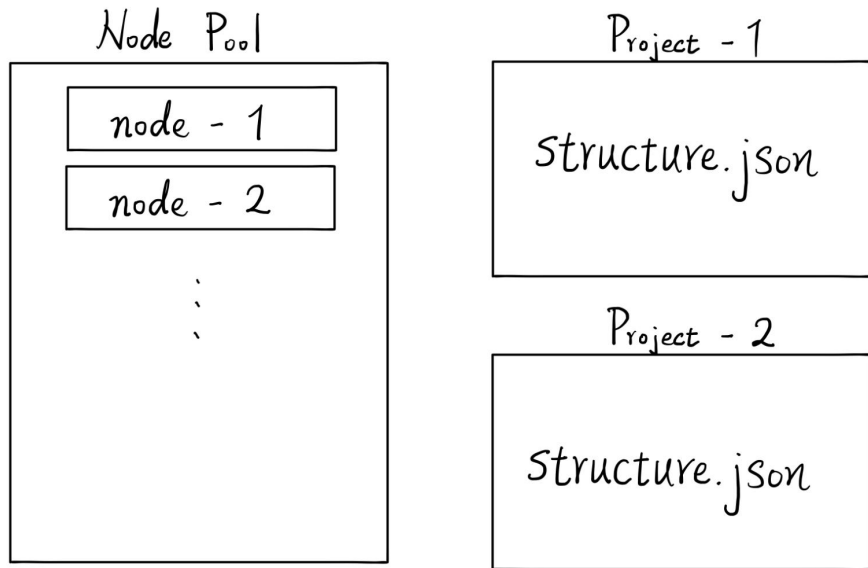 Node Pool
node - 1
node - 2
Project - 1
structure.json
Project - 2
structure.json